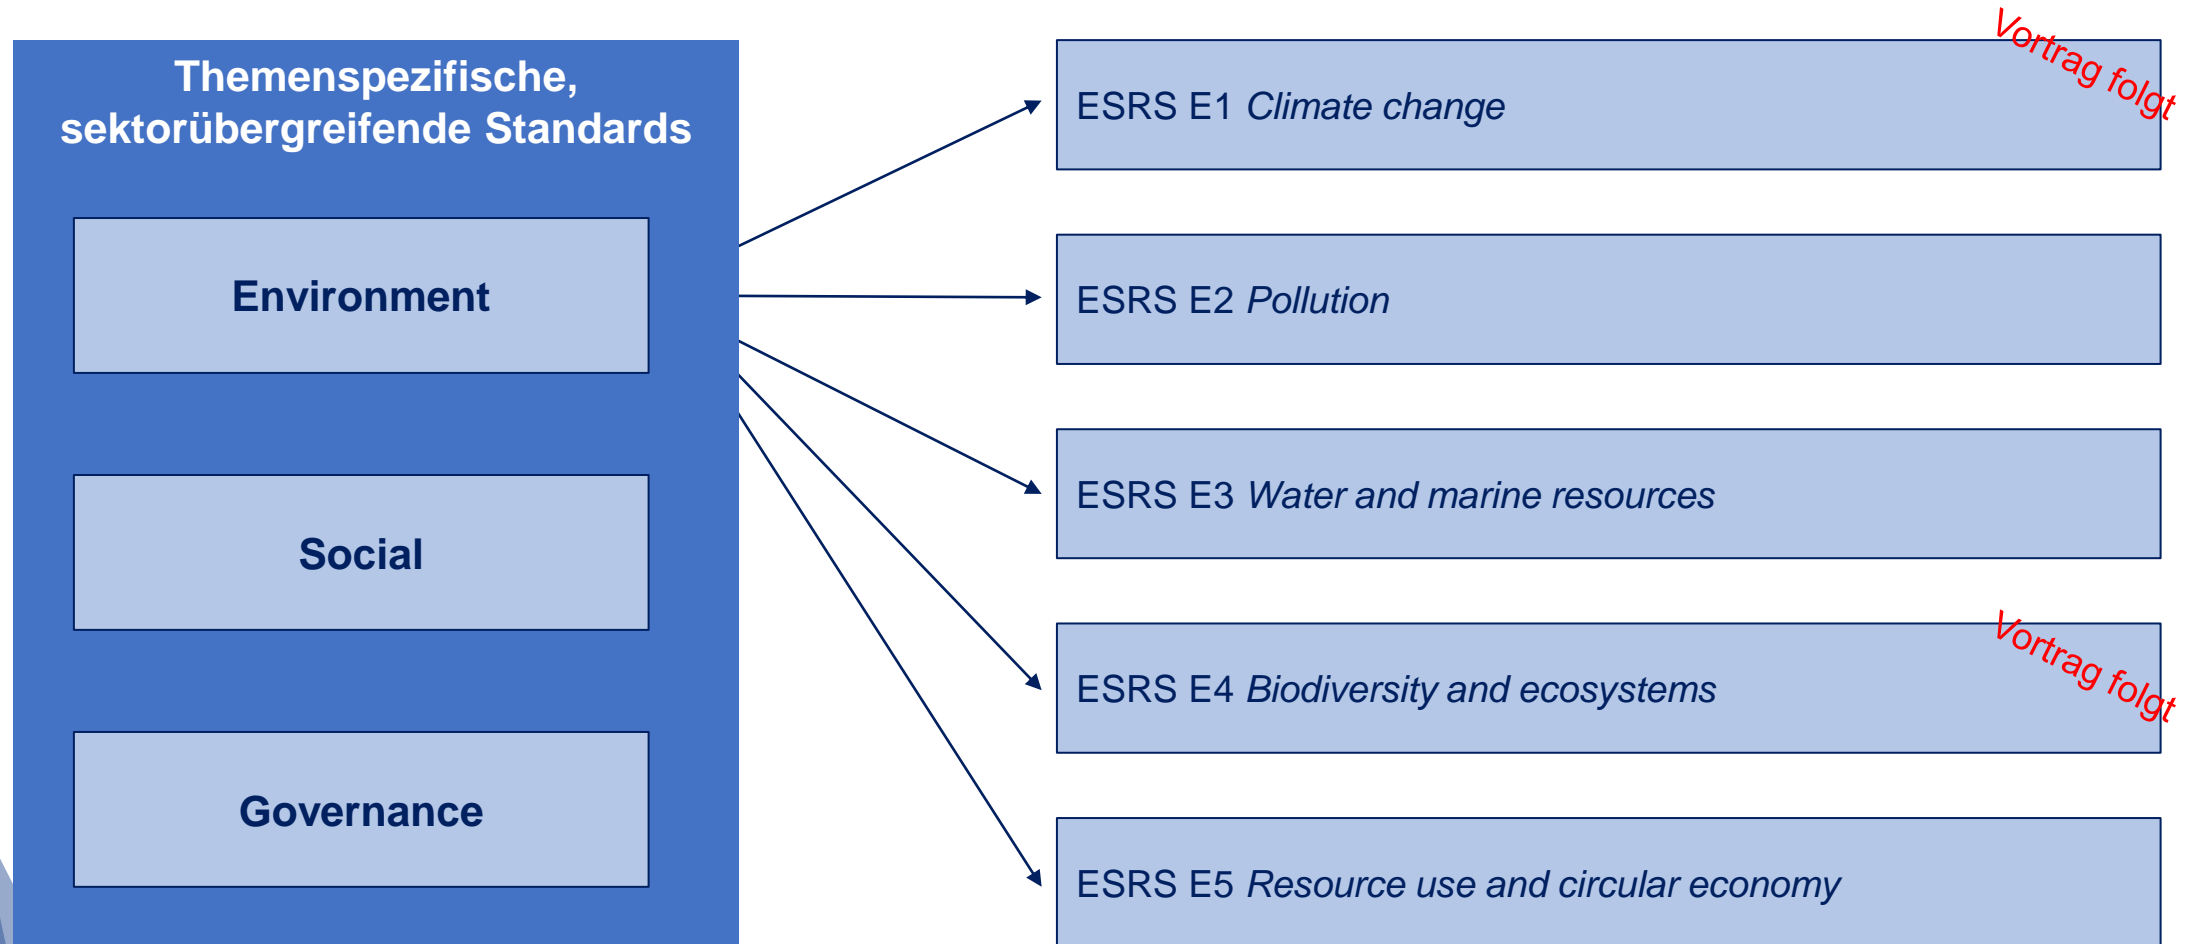 Themenspezifische,
sektorübergreifende Standards
Environment
Social
Governance
ESRS E1 Climate change
Vortrag folgt
ESRS E2 Pollution
ESRS E3 Water and marine resources
ESRS E4 Biodiversity and ecosystems
Vortrag folgt
ESRS E5 Resource use and circular economy